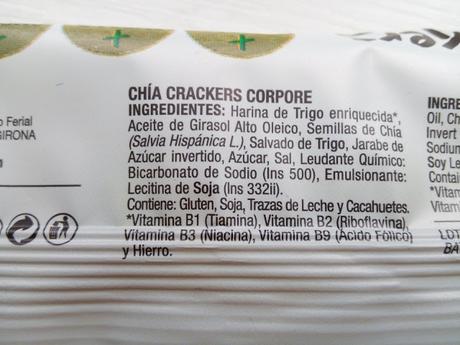 CHÍA CRACKERS CORPORE
INGREDIENTES: Harina de Trigo enriquecida*,
Aceite de Girasol Alto Oleico, Semillas de Chía
(Salvia Hispánica L.), Salvado de Trigo, Jarabe de
Azúcar invertido, Azúcar, Sal, Leudante Químico:
Bicarbonato de Sodio (Ins 500), Emulsionante:
Lecitina de Soja (Ins 332ii).
Contiene: Gluten, Soja, Trazas de Leche y Cacahuetes.
*Vitamina B1 (Tiamina), Vitamina B2 (Riboflavina),
Vitamina B3 (Niacina), Vitamina B9 (Ácido Fólico)
y Hierro.
Ferial
GIRONA
INGRE
Oil, Ch
Invert
Sodium
Soy Le
Contai
*Vitam
Vitam
LOT